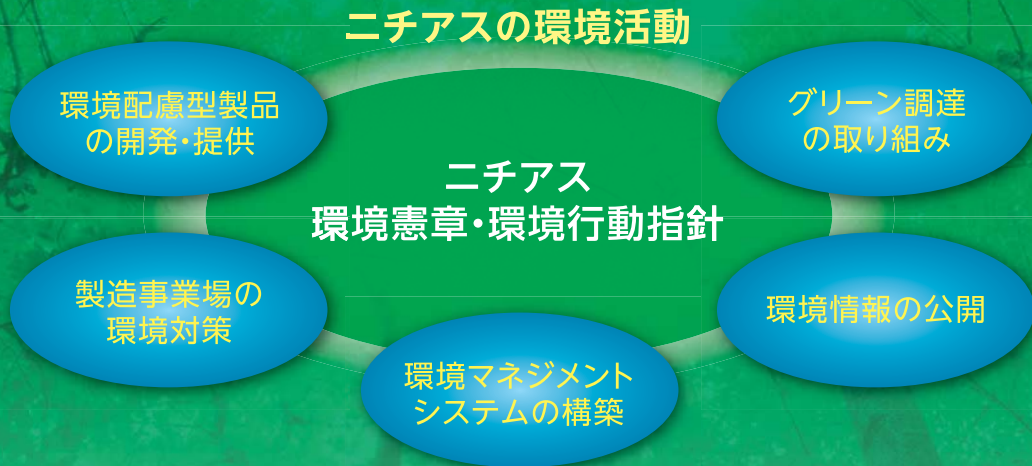 ニチアスの環境活動
環境配慮型製品
の開発・提供
グリーン調達
の取り組み
ニチアス
環境憲章・環境行動指針
製造事業場の
環境対策
環境情報の公開
環境マネジメント
システムの構築